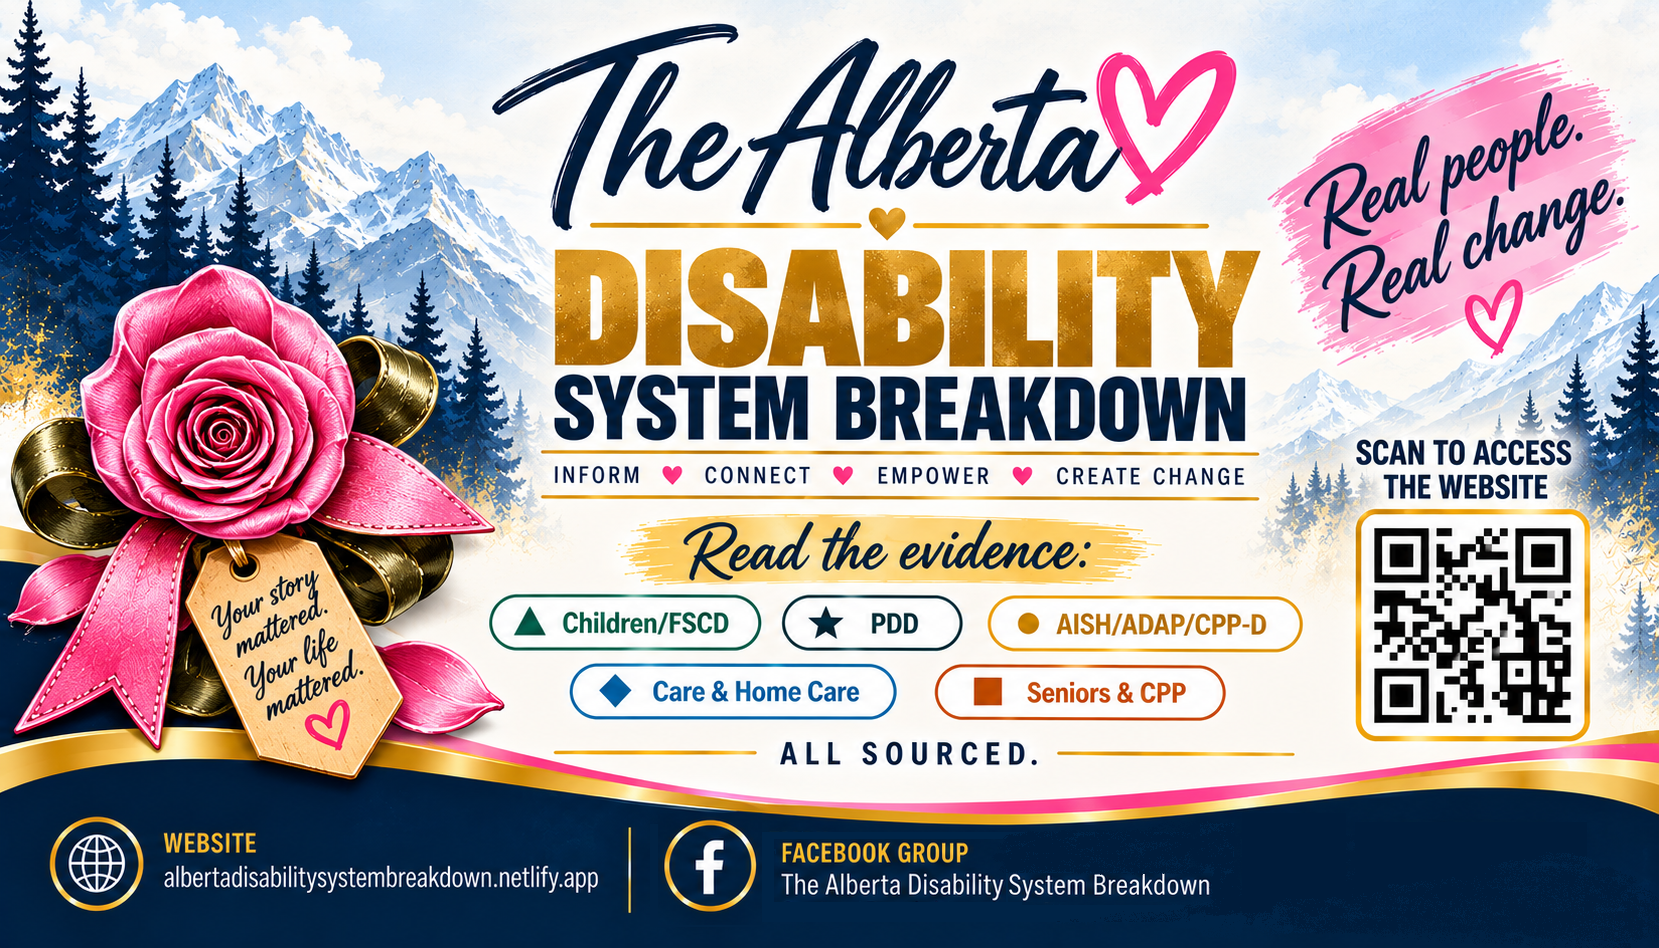 The Alberta
DISABILITY
SYSTEM BREAKDOWN
INFORM CONNECT EMPOWER CREATE CHANGE
Real people.
Real change.
Read the evidence:
Children/FSCD
PDD
AISH/ADAP/CPP-D
Care & Home Care
Seniors & CPP
ALL SOURCED.
SCAN TO ACCESS
THE WEBSITE
Your story
mattered.
Your life
mattered.
WEBSITE
albertadisabilitysystembreakdown.netlify.app
FACEBOOK GROUP
The Alberta Disability System Breakdown